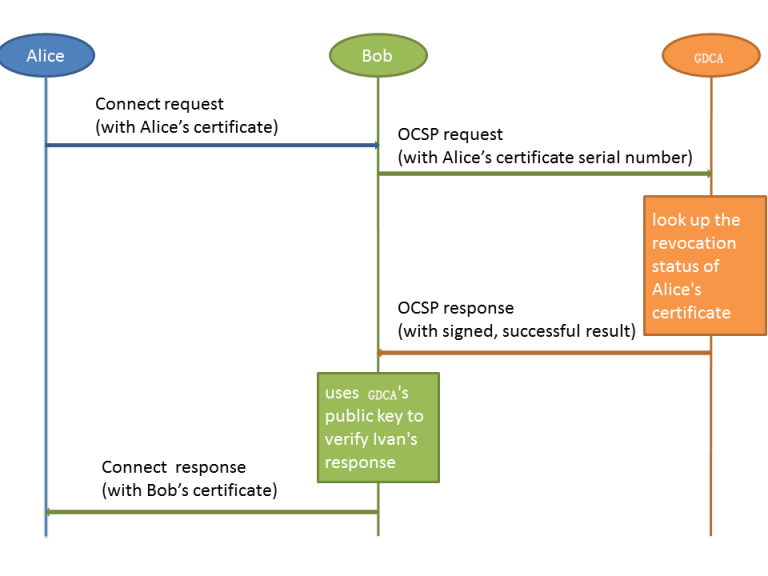 Alice
Bob
GDCA
Connect request
(with Alice's certificate)
OCSP request
(with Alice's certificate serial number)
look up the
revocation
status of
Alice's
certificate
OCSP response
(with signed, successful result)
uses GDCA's
public key to
verify Ivan's
response
Connect response
(with Bob's certificate)